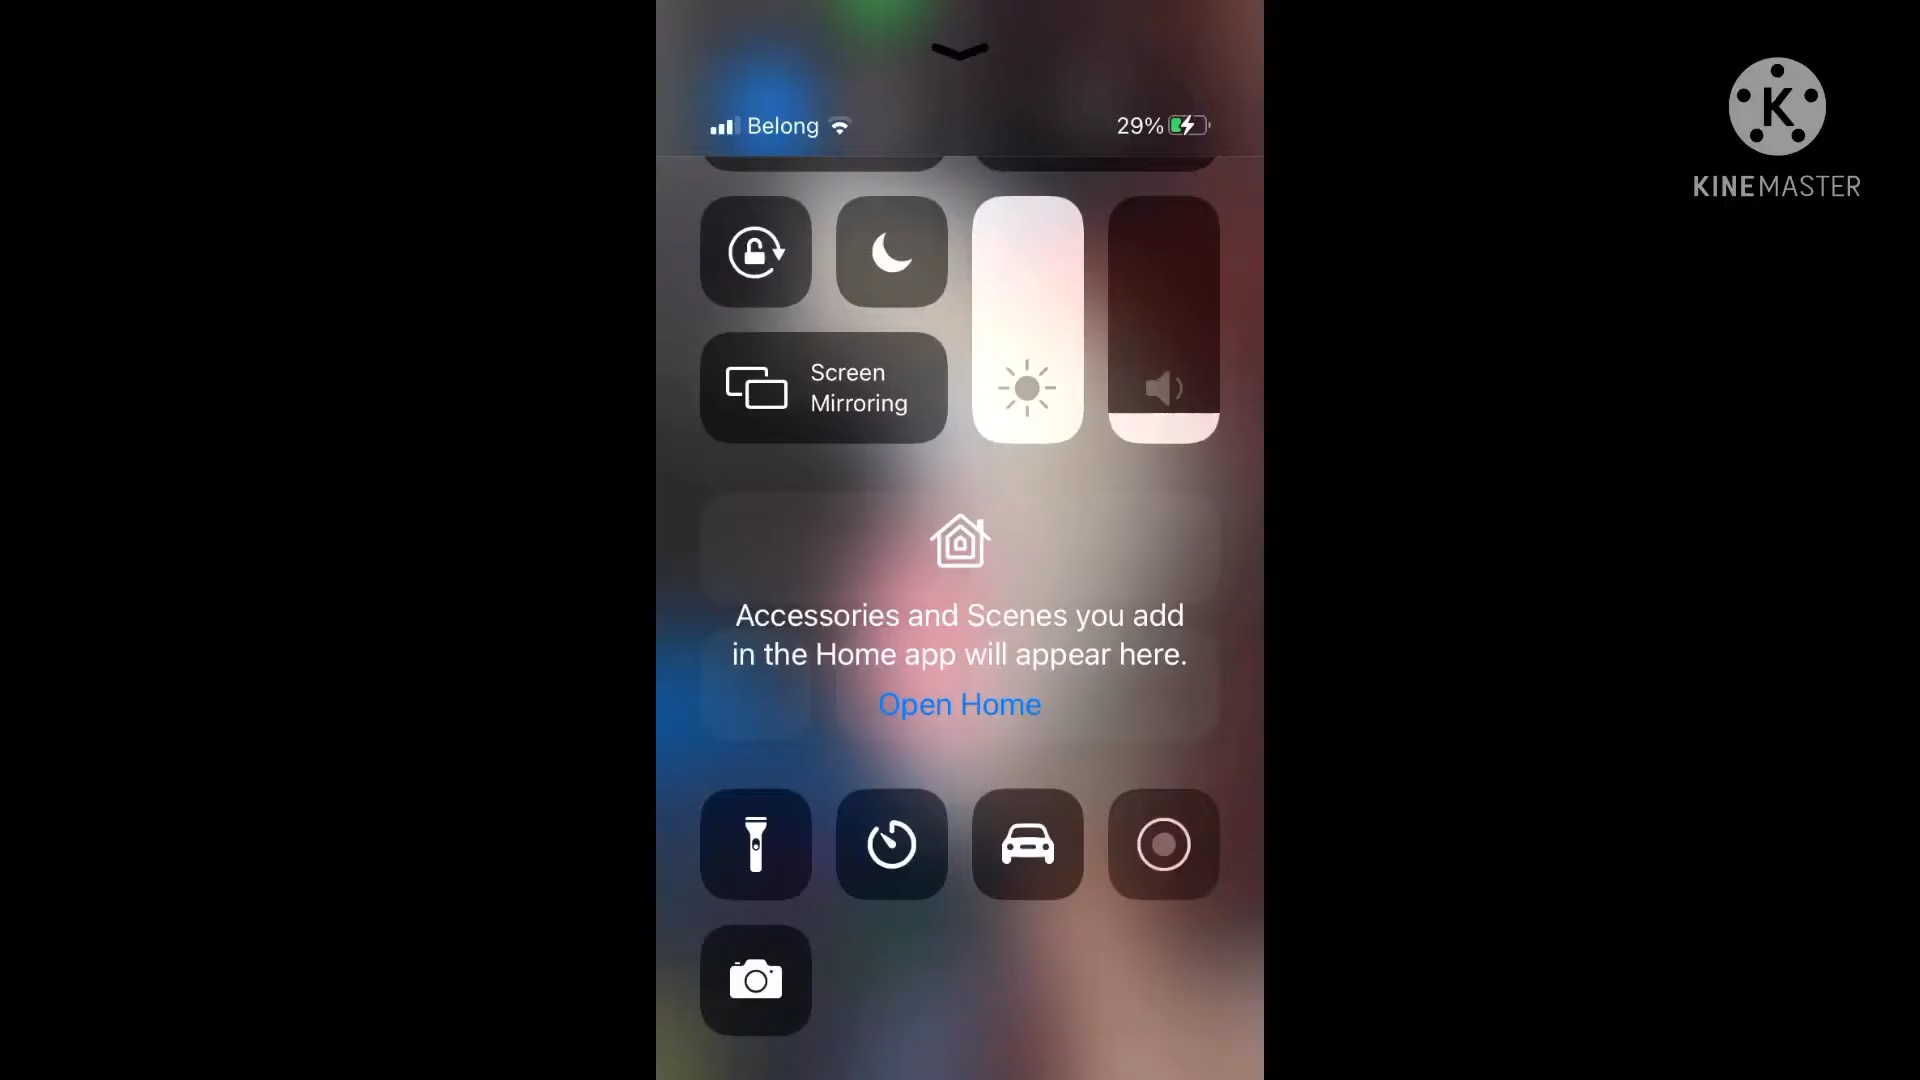 Belong
29%
K
KINEMASTER
Screen
Mirroring
Accessories and Scenes you add
in the Home app will appear here.
Open Home